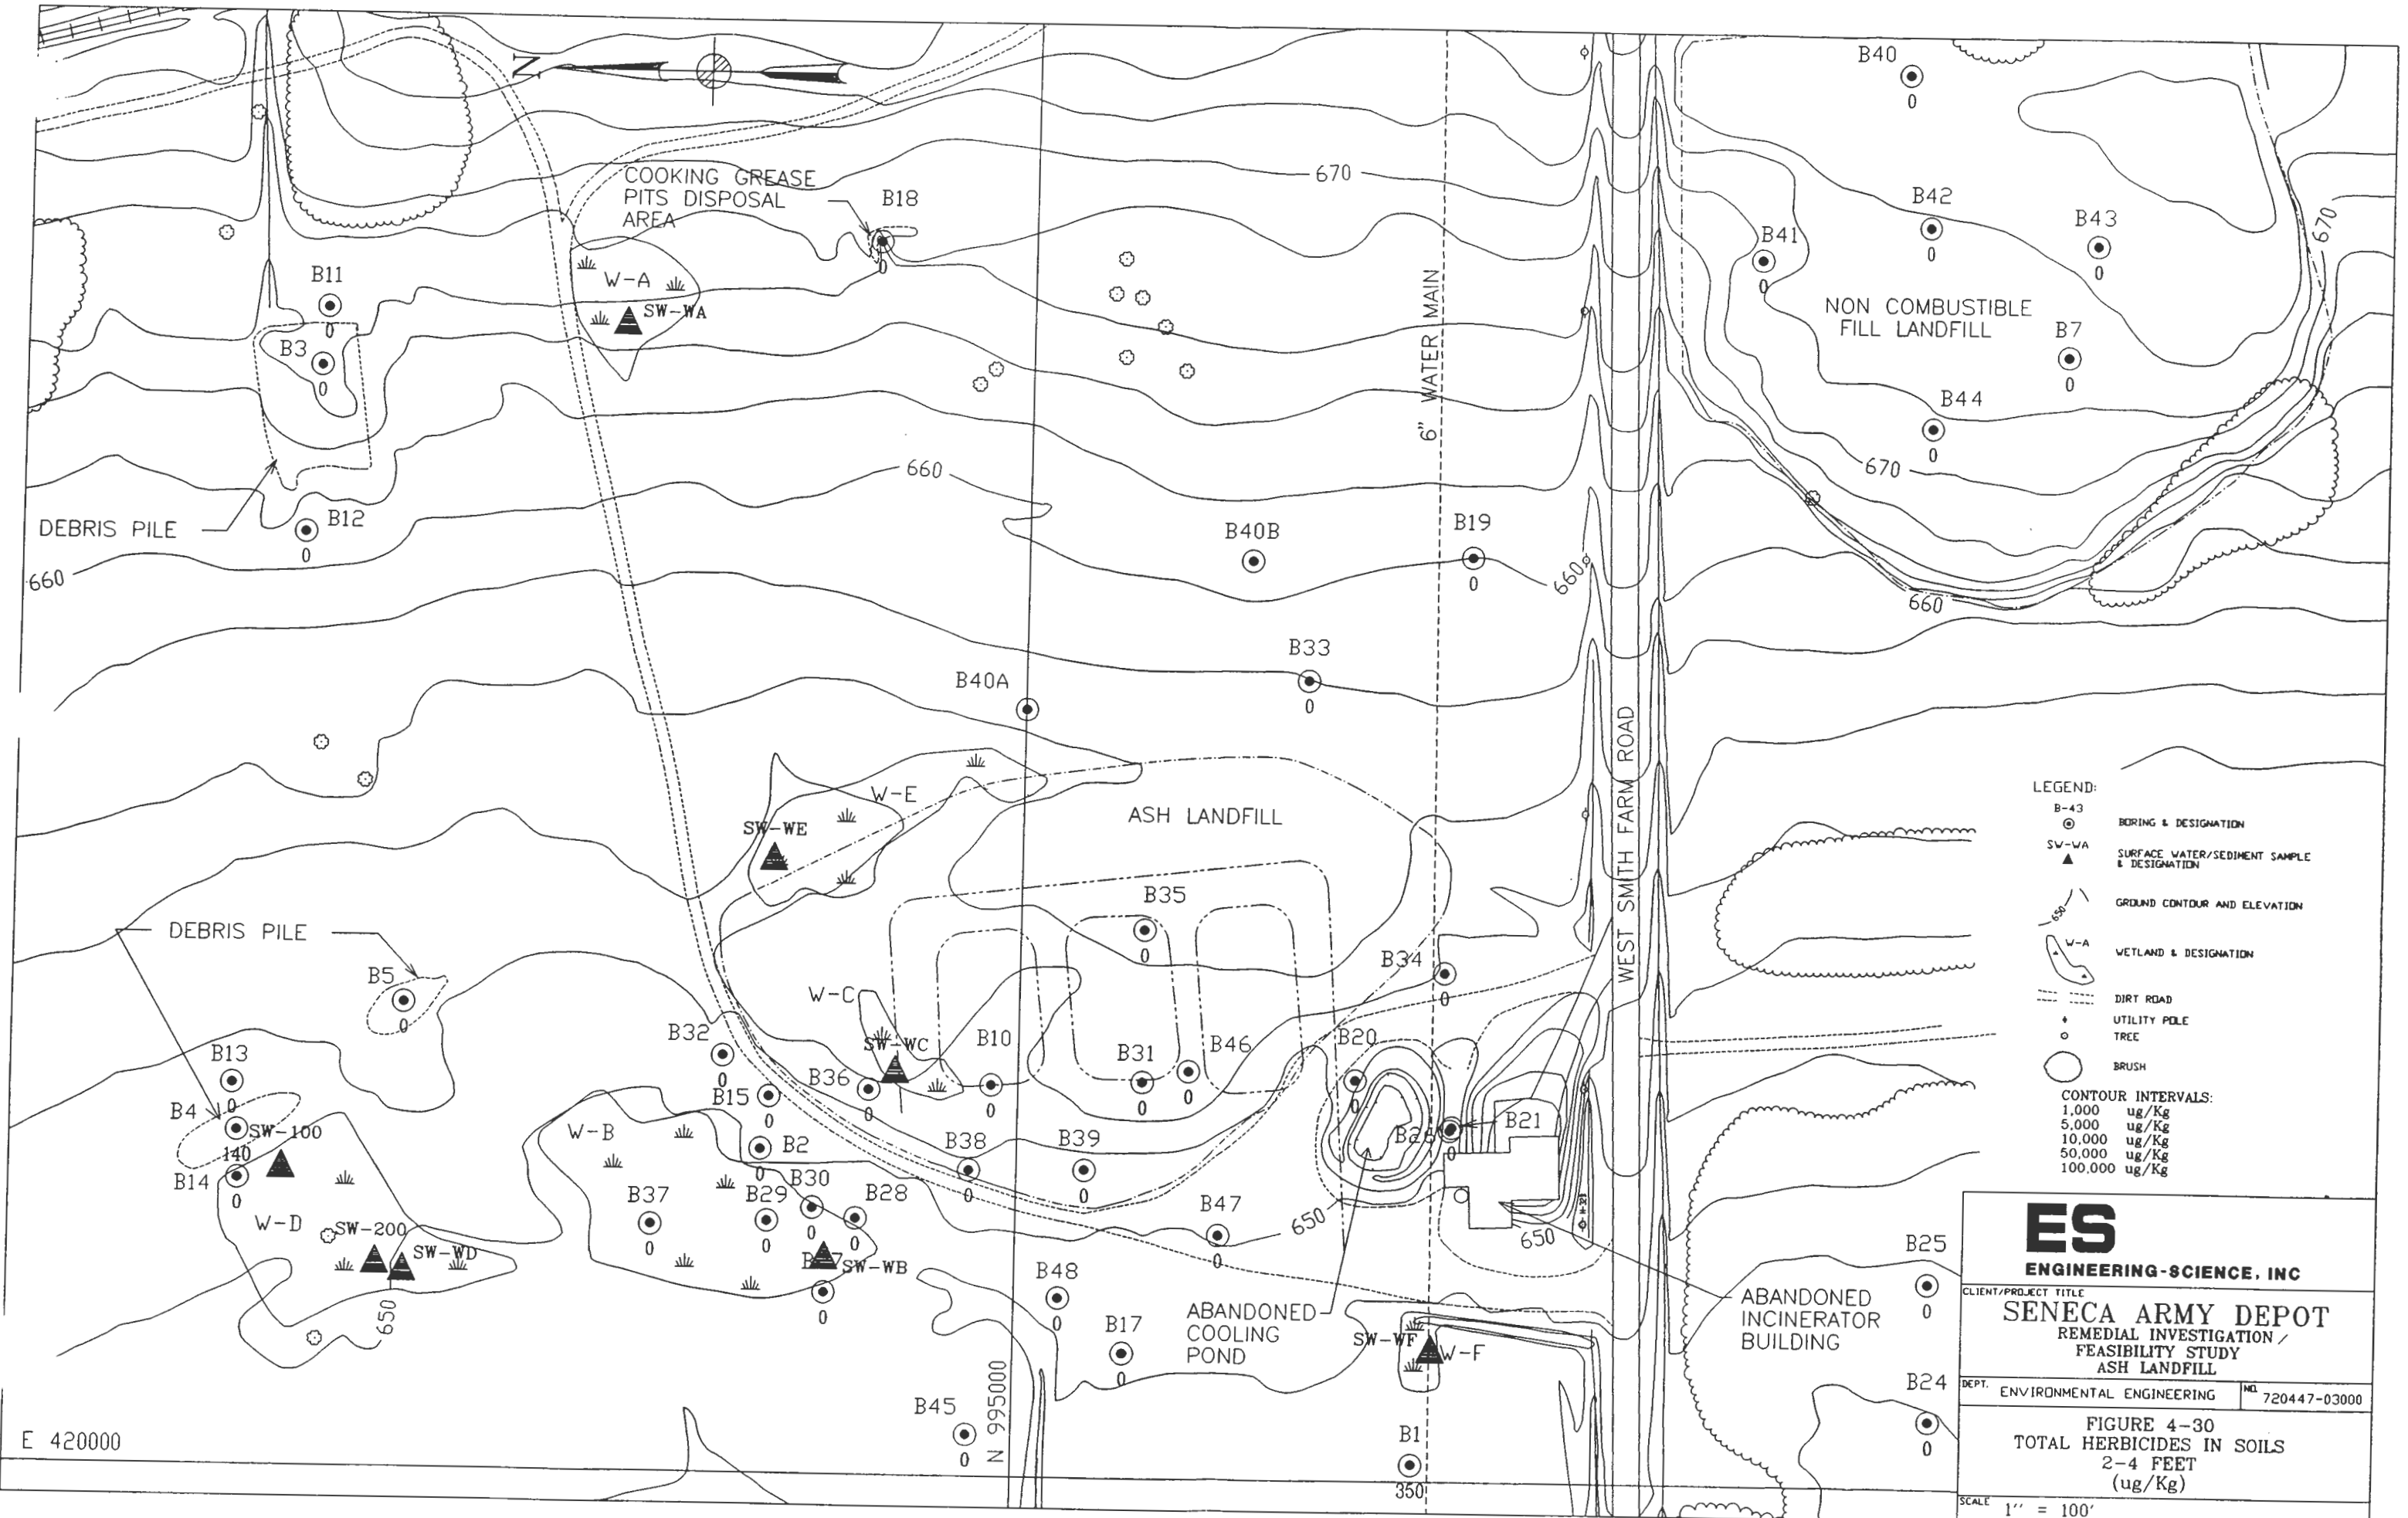 N
COOKING GREASE
PITS DISPOSAL
AREA
B18
0
W-A
SW-WA
670
6" WATER MAIN
B40
0
B42
0
B43
0
B41
0
670
NON COMBUSTIBLE
FILL LANDFILL
B7
0
B44
0
670
660
B11
0
B3
0
DEBRIS PILE
B12
0
660
660
B40B
B19
0
660
B33
0
B40A
WEST SMITH FARM ROAD
W-E
SW-WE
ASH LANDFILL
B35
0
B34
0
DEBRIS PILE
B5
0
B13
0
B4
140
SW-100
B14
0
W-D
SW-200
SW-WD
650
W-C
SW-WC
B32
0
B15
0
B36
0
B10
0
B31
0
B46
0
B20
0
B26
B21
0
W-B
B2
0
B38
0
B39
0
B37
0
B29
0
B30
0
B28
0
SW-WB
0
B47
0
650
650
B48
0
B17
0
ABANDONED
COOLING
POND
SW-WF
W-F
ABANDONED
INCINERATOR
BUILDING
B25
0
B24
0
B45
0
N 995000
B1
350
E 420000
LEGEND:
B-43
BORING & DESIGNATION
SW-WA
SURFACE WATER/SEDIMENT SAMPLE
& DESIGNATION
650
GROUND CONTOUR AND ELEVATION
W-A
WETLAND & DESIGNATION
DIRT ROAD
UTILITY POLE
TREE
BRUSH
CONTOUR INTERVALS:
1,000 ug/Kg
5,000 ug/Kg
10,000 ug/Kg
50,000 ug/Kg
100,000 ug/Kg
ES
ENGINEERING-SCIENCE, INC
CLIENT/PROJECT TITLE
SENECA ARMY DEPOT
REMEDIAL INVESTIGATION /
FEASIBILITY STUDY
ASH LANDFILL
DEPT. ENVIRONMENTAL ENGINEERING NO. 720447-03000
FIGURE 4-30
TOTAL HERBICIDES IN SOILS
2-4 FEET
(ug/Kg)
SCALE 1'' = 100'